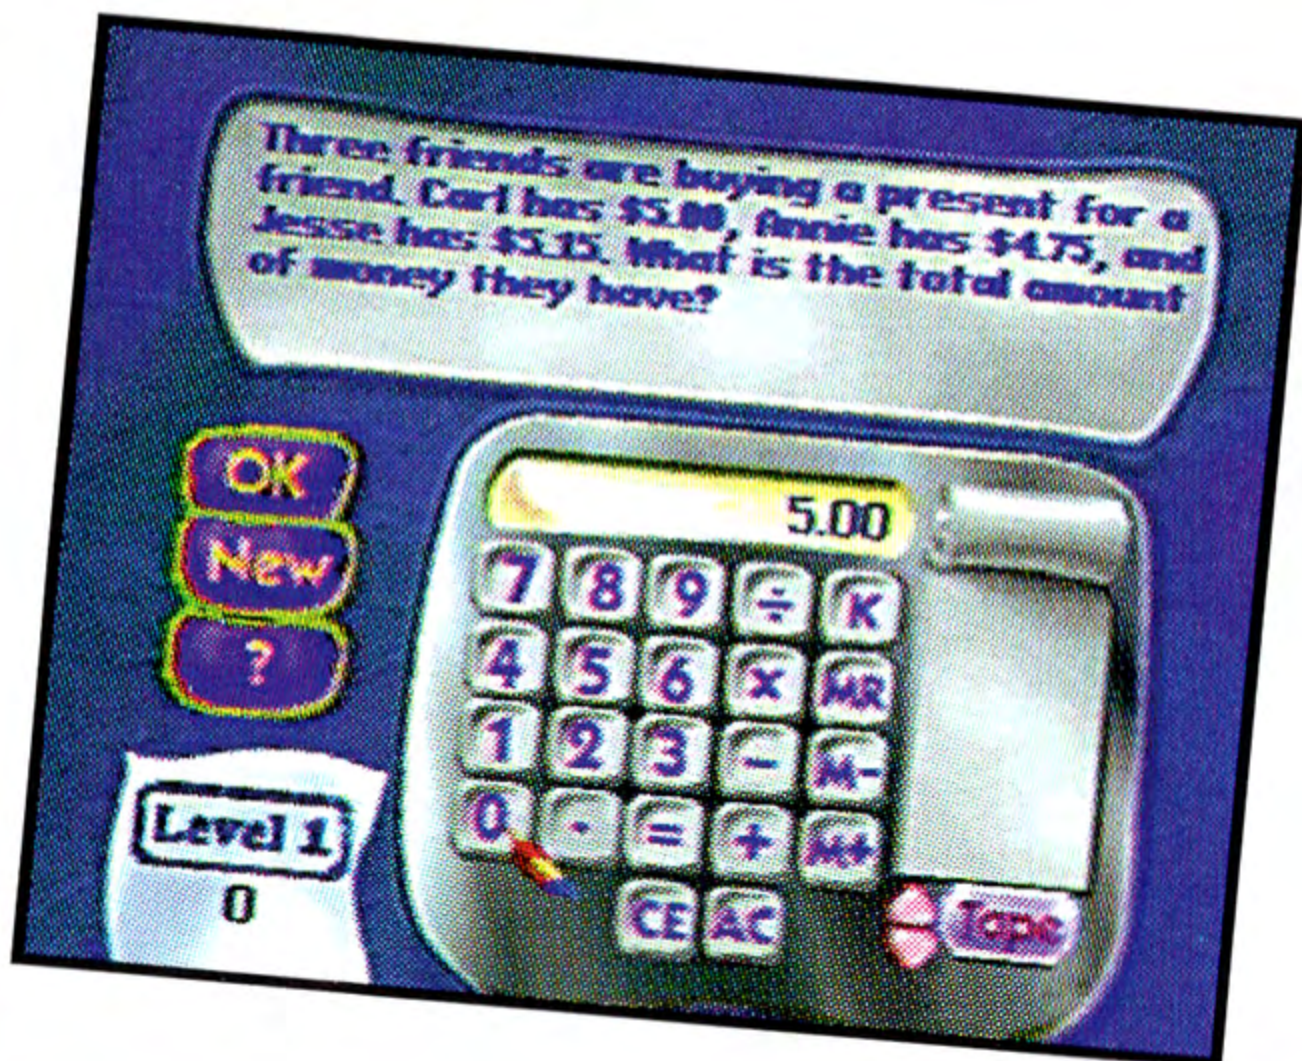 Three friends are buying a present for a
friend. Carl has $5.00, Annie has $4.75, and
Jesse has $5.15. What is the total amount
of money they have?
OK
New
?
Level 1
0
5.00
7 8 9 ÷ K
4 5 6 × MR
1 2 3 − M-
0 . = + M+
CE AC
Tape